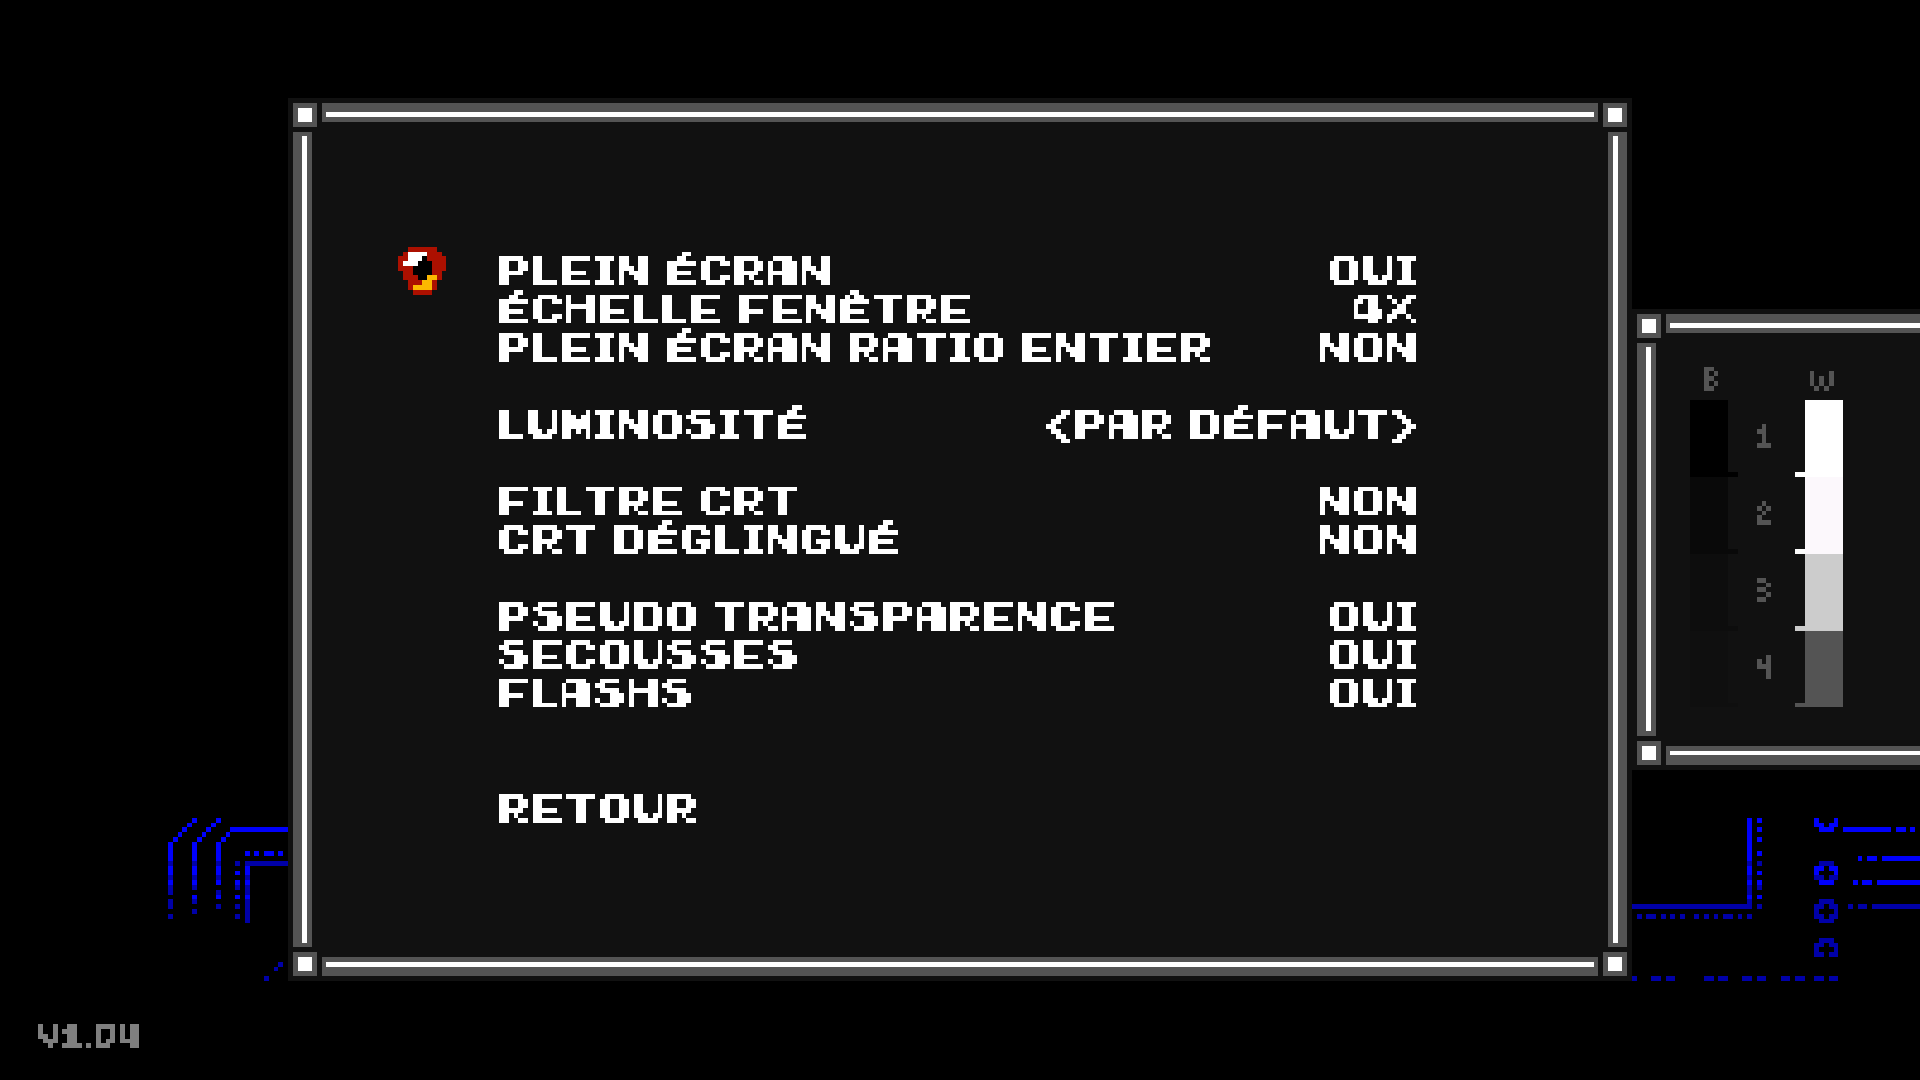 PLEIN ÉCRAN OUI
ÉCHELLE FENÊTRE 4X
PLEIN ÉCRAN RATIO ENTIER NON
LUMINOSITÉ <PAR DÉFAUT>
FILTRE CRT NON
CRT DÉGLINGUÉ NON
PSEUDO TRANSPARENCE OUI
SECOUSSES OUI
FLASHS OUI
RETOUR
B W
1
2
3
4
V1.04